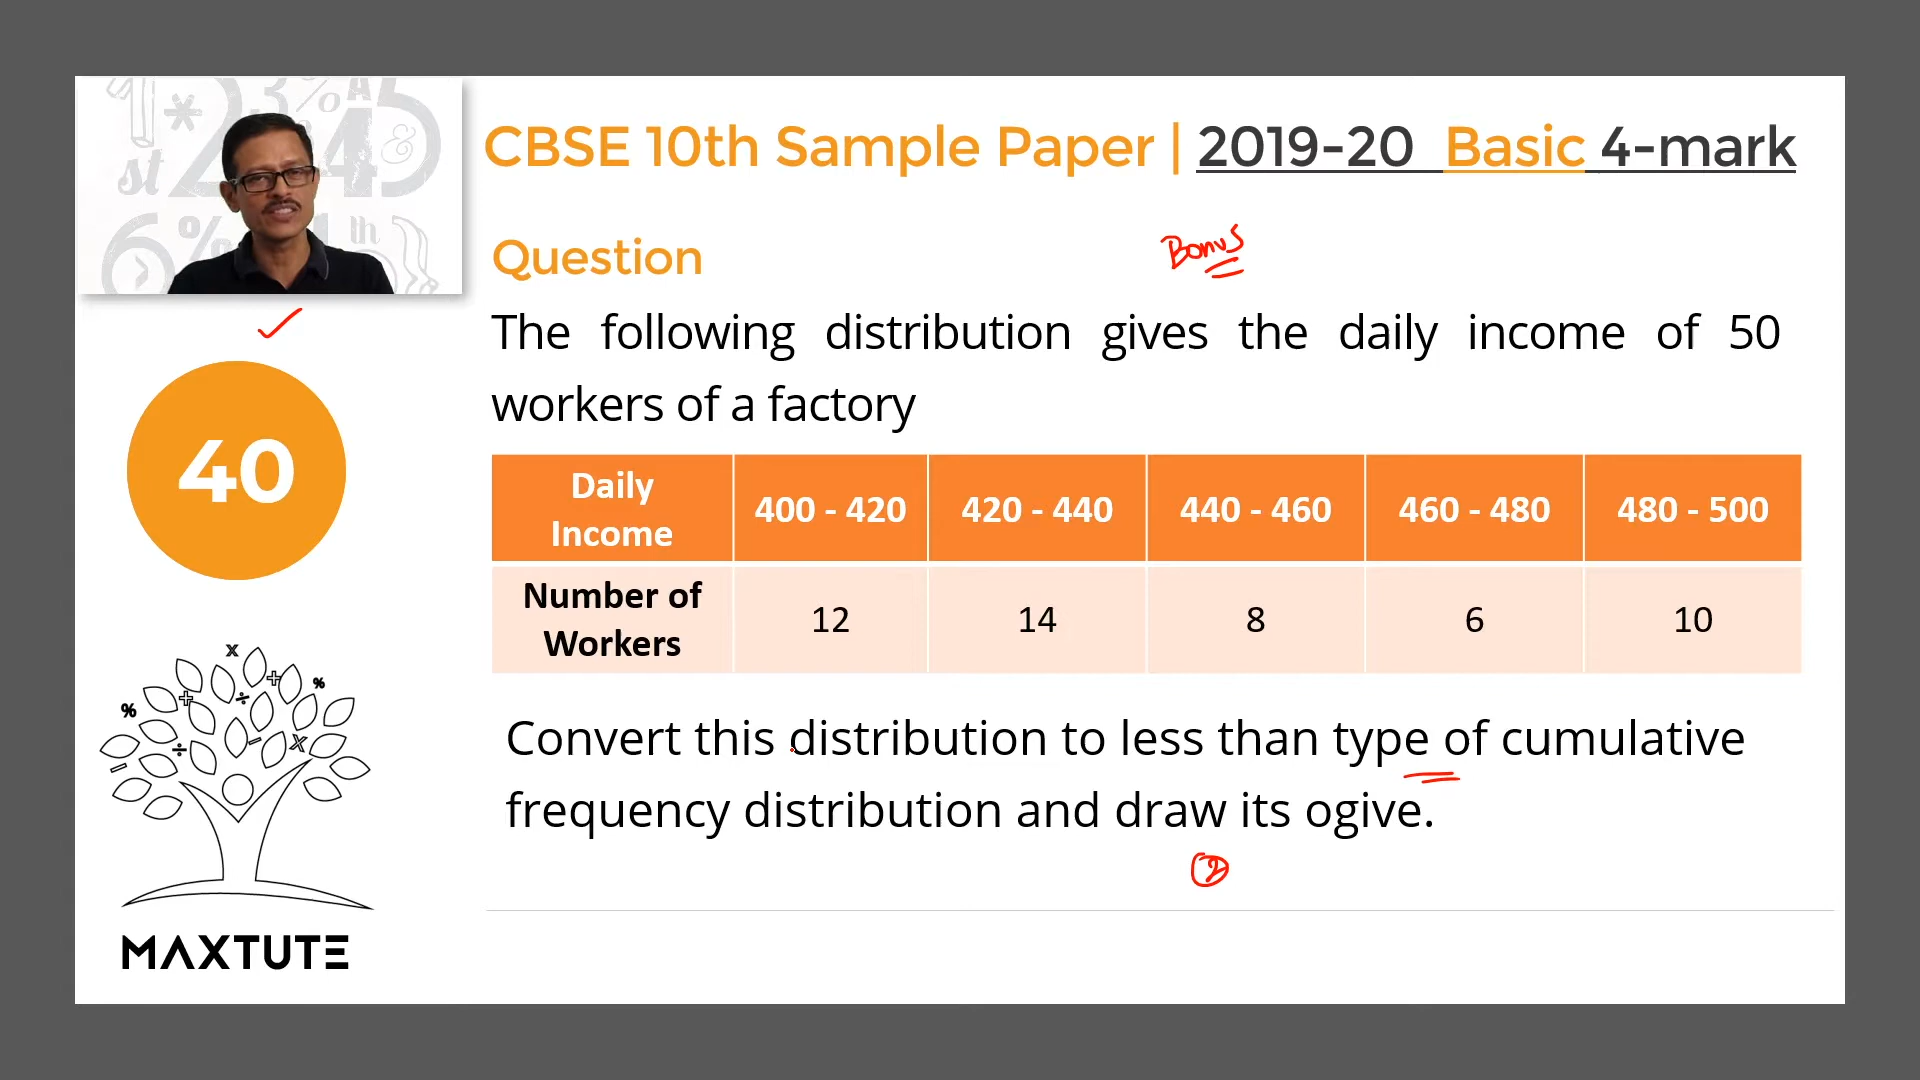 CBSE 10th Sample Paper | 2019-20 Basic 4-mark
Question
Bonus
The following distribution gives the daily income of 50
workers of a factory
40
Daily Income 400 - 420 420 - 440 440 - 460 460 - 480 480 - 500
Number of Workers 12 14 8 6 10
Convert this distribution to less than type of cumulative
frequency distribution and draw its ogive.
2
MAXTUTE